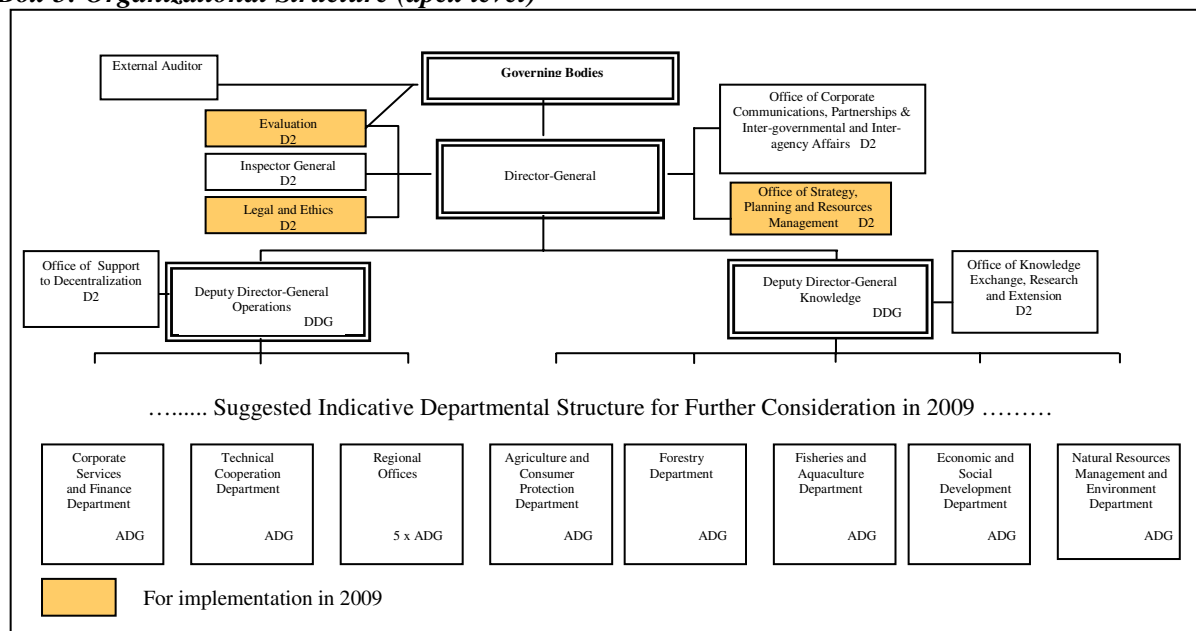 Box 5: Organizational Structure (apex level)
External Auditor
Governing Bodies
Office of Corporate
Communications, Partnerships &
Inter-governmental and Inter-
agency Affairs D2
Evaluation
D2
Inspector General
D2
Legal and Ethics
D2
Director-General
Office of Strategy,
Planning and Resources
Management D2
Office of Support
to Decentralization
D2
Deputy Director-General
Operations
DDG
Deputy Director-General
Knowledge
DDG
Office of Knowledge
Exchange, Research
and Extension
D2
…...... Suggested Indicative Departmental Structure for Further Consideration in 2009 ………
Corporate
Services
and Finance
Department
ADG
Technical
Cooperation
Department
ADG
Regional
Offices
5 x ADG
Agriculture and
Consumer
Protection
Department
ADG
Forestry
Department
ADG
Fisheries and
Aquaculture
Department
ADG
Economic and
Social
Development
Department
ADG
Natural Resources
Management and
Environment
Department
ADG
For implementation in 2009